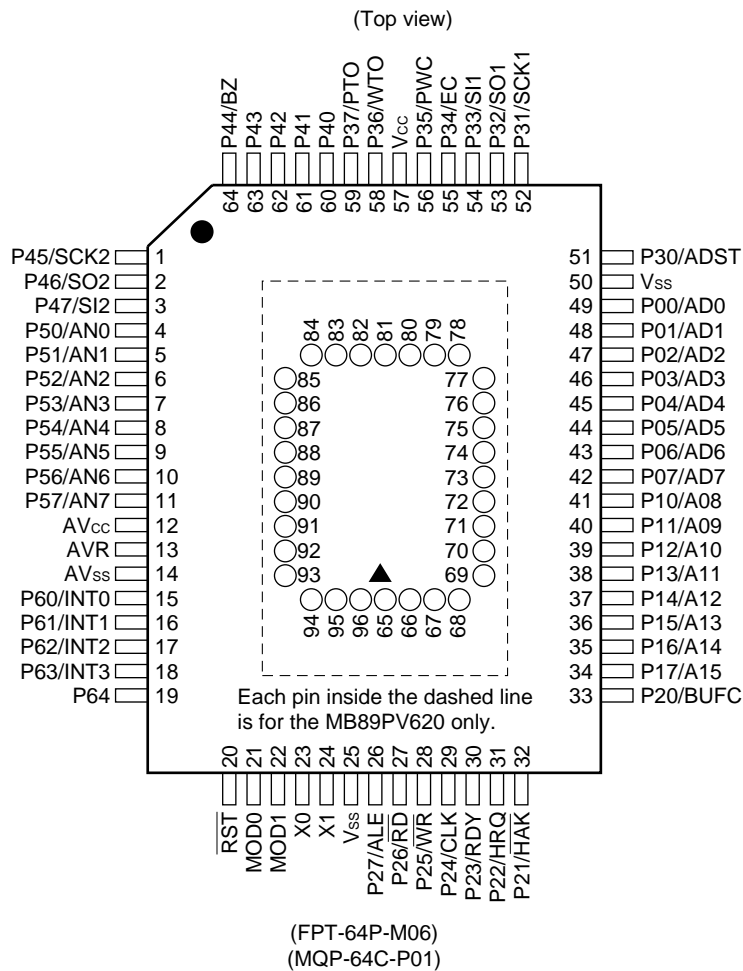 (Top view)
P44/BZ
P43
P42
P41
P40
P37/PTO
P36/WTO
Vcc
P35/PWC
P34/EC
P33/SI1
P32/SO1
P31/SCK1
64
63
62
61
60
59
58
57
56
55
54
53
52
P45/SCK2 1
P46/SO2 2
P47/SI2 3
P50/AN0 4
P51/AN1 5
P52/AN2 6
P53/AN3 7
P54/AN4 8
P55/AN5 9
P56/AN6 10
P57/AN7 11
AVcc 12
AVR 13
AVss 14
P60/INT0 15
P61/INT1 16
P62/INT2 17
P63/INT3 18
P64 19
84
83
82
81
80
79
78
85
86
87
88
89
90
91
92
93
77
76
75
74
73
72
71
70
69
94
95
96
65
66
67
68
51 P30/ADST
50 Vss
49 P00/AD0
48 P01/AD1
47 P02/AD2
46 P03/AD3
45 P04/AD4
44 P05/AD5
43 P06/AD6
42 P07/AD7
41 P10/A08
40 P11/A09
39 P12/A10
38 P13/A11
37 P14/A12
36 P15/A13
35 P16/A14
34 P17/A15
33 P20/BUFC
Each pin inside the dashed line
is for the MB89PV620 only.
20
21
22
23
24
25
26
27
28
29
30
31
32
RST
MOD0
MOD1
X0
X1
Vss
P27/ALE
P26/RD
P25/WR
P24/CLK
P23/RDY
P22/HRQ
P21/HAK
(FPT-64P-M06)
(MQP-64C-P01)